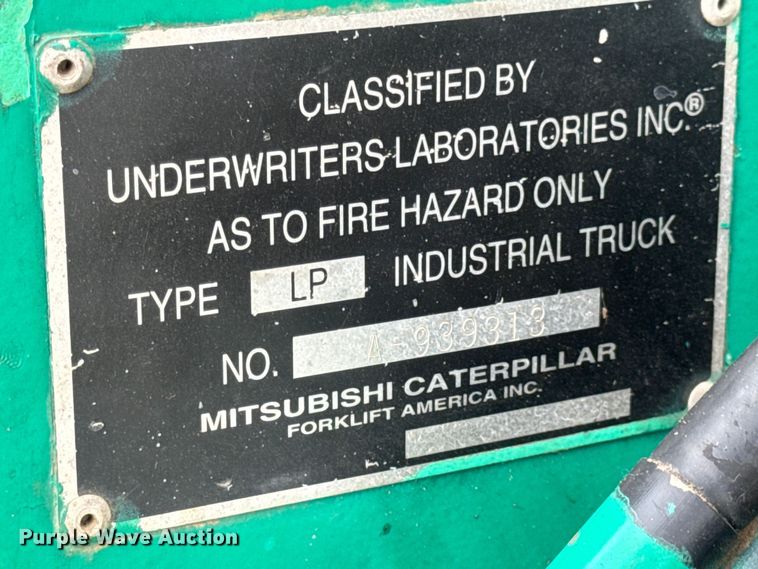 CLASSIFIED BY
UNDERWRITERS LABORATORIES INC.®
AS TO FIRE HAZARD ONLY
TYPE LP INDUSTRIAL TRUCK
NO. A-939313
MITSUBISHI CATERPILLAR
FORKLIFT AMERICA INC.
Purple Wave Auction